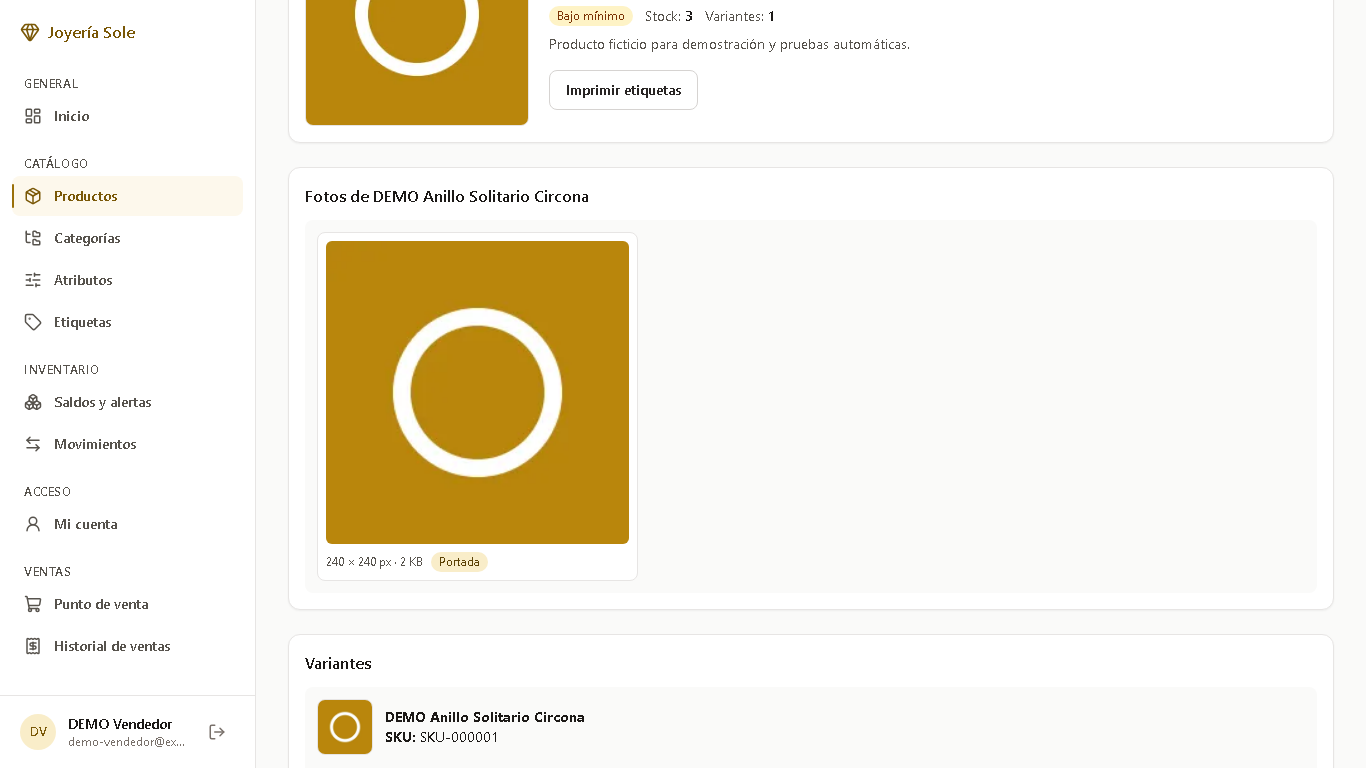 Joyería Sole
GENERAL
Inicio
CATÁLOGO
Productos
Categorías
Atributos
Etiquetas
INVENTARIO
Saldos y alertas
Movimientos
ACCESO
Mi cuenta
VENTAS
Punto de venta
Historial de ventas
DV
DEMO Vendedor
demo-vendedor@ex...
Bajo mínimo Stock: 3 Variantes: 1
Producto ficticio para demostración y pruebas automáticas.
Imprimir etiquetas
Fotos de DEMO Anillo Solitario Circona
240 × 240 px · 2 KB Portada
Variantes
DEMO Anillo Solitario Circona
SKU: SKU-000001